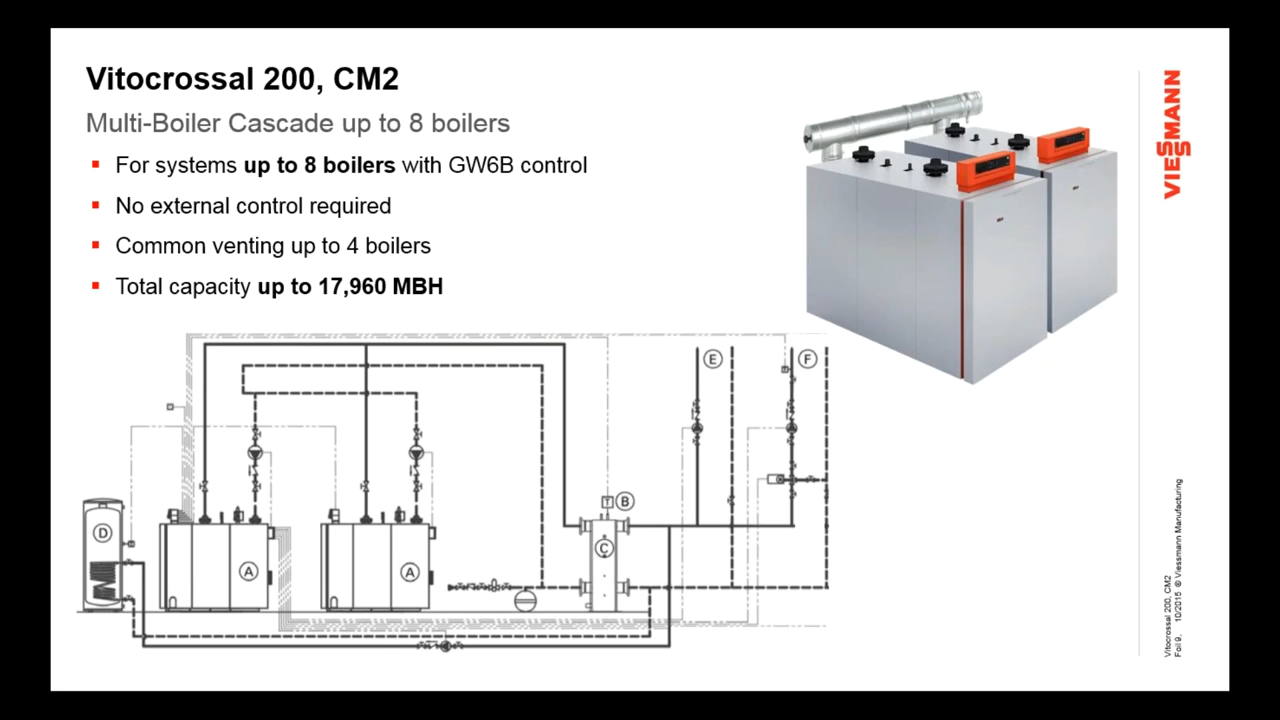 Vitocrossal 200, CM2
Multi-Boiler Cascade up to 8 boilers
For systems up to 8 boilers with GW6B control
No external control required
Common venting up to 4 boilers
Total capacity up to 17,960 MBH
VIESSMANN
E
F
T
B
D
C
A
A
Vitocrossal 200, CM2
Foil 9. 10/2015 © Viessmann Manufacturing